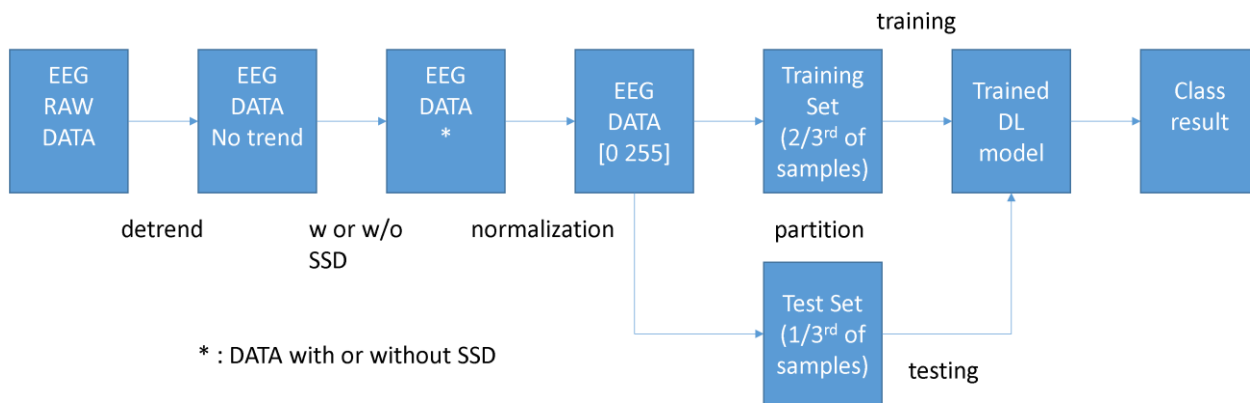 training
EEG
RAW
DATA
EEG
DATA
No trend
EEG
DATA
*
EEG
DATA
[0 255]
Training
Set
(2/3rd of
samples)
Trained
DL
model
Class
result
detrend
w or w/o
SSD
normalization
partition
Test Set
(1/3rd of
samples)
* : DATA with or without SSD
testing